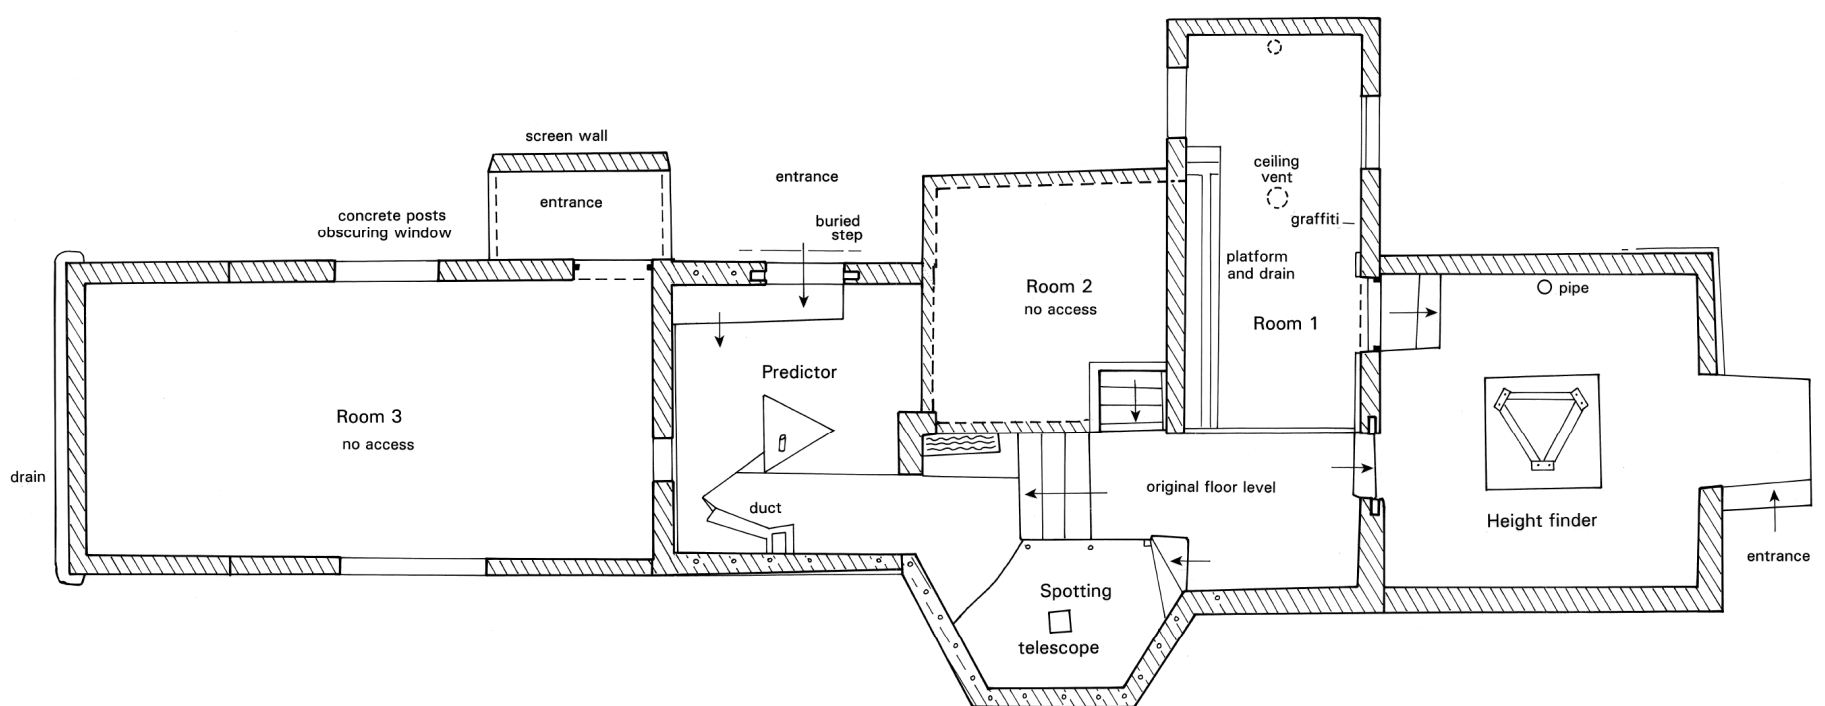 screen wall
entrance
concrete posts
obscuring window
entrance
buried
step
ceiling
vent
graffiti
platform
and drain
Room 1
Room 2
no access
pipe
Predictor
Room 3
no access
drain
duct
original floor level
Height finder
entrance
Spotting
telescope